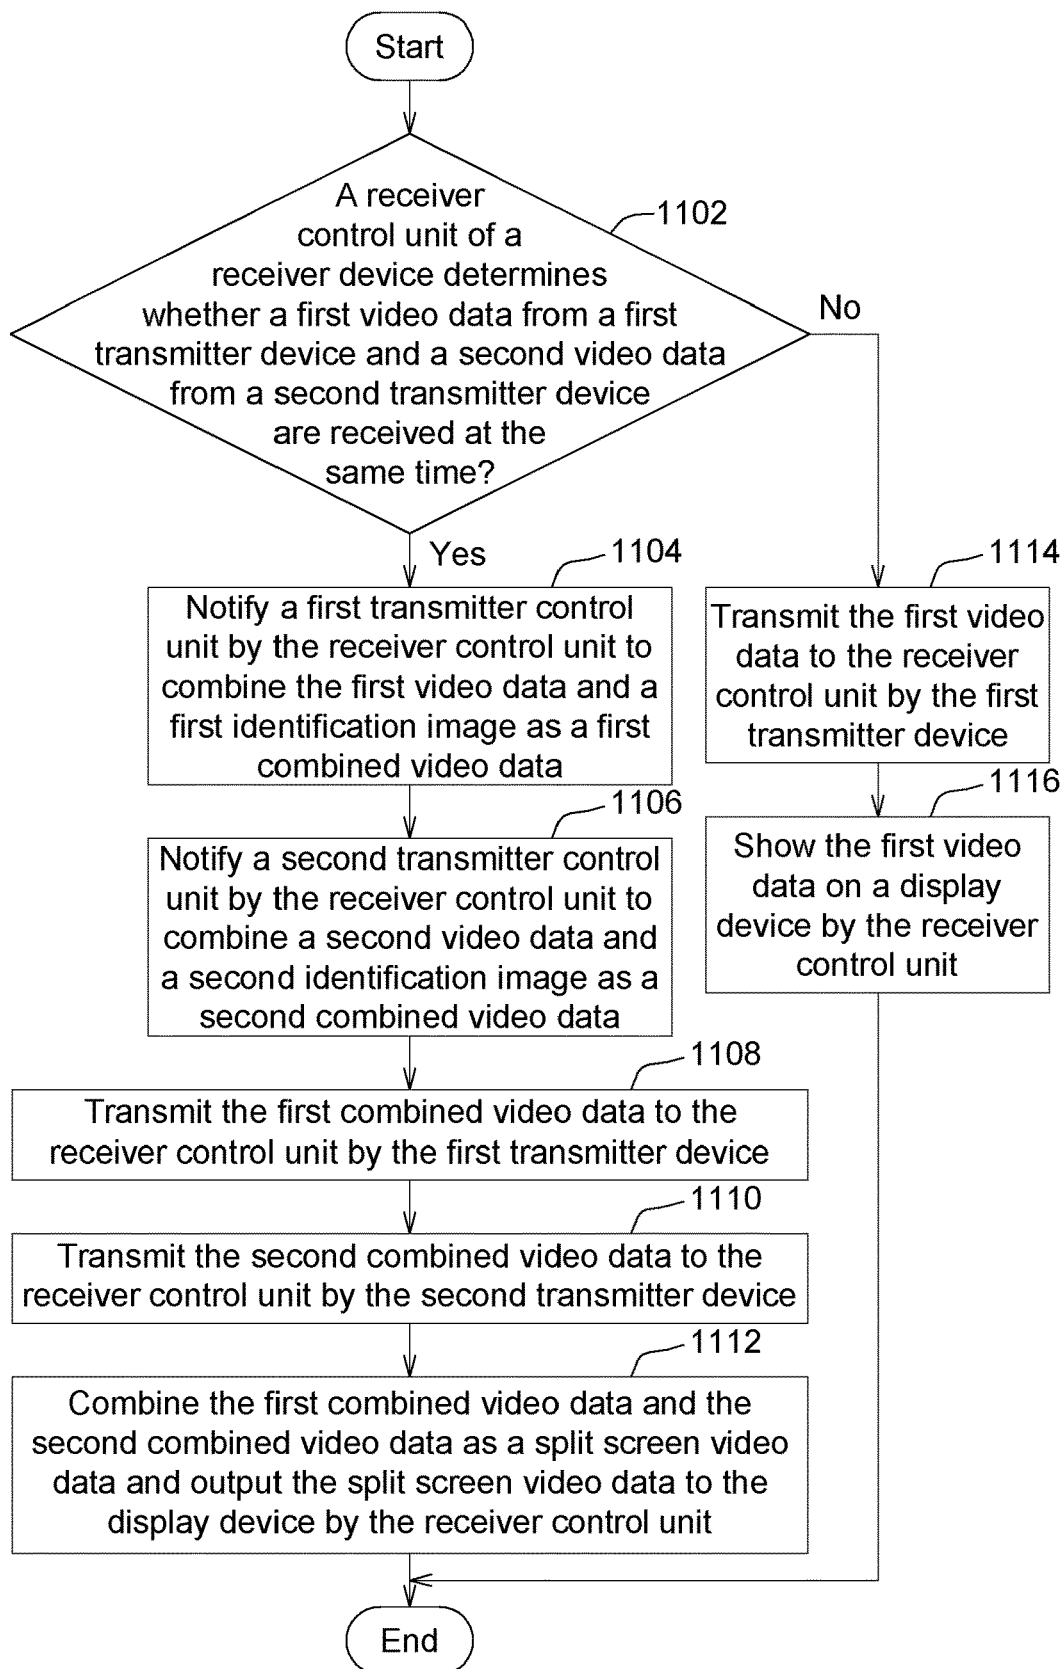 Start
A receiver
control unit of a
receiver device determines
whether a first video data from a first
transmitter device and a second video data
from a second transmitter device
are received at the
same time?
1102
No
Yes
1104
Notify a first transmitter control
unit by the receiver control unit to
combine the first video data and a
first identification image as a first
combined video data
1106
Notify a second transmitter control
unit by the receiver control unit to
combine a second video data and
a second identification image as a
second combined video data
1108
Transmit the first combined video data to the
receiver control unit by the first transmitter device
1110
Transmit the second combined video data to the
receiver control unit by the second transmitter device
1112
Combine the first combined video data and the
second combined video data as a split screen video
data and output the split screen video data to the
display device by the receiver control unit
1114
Transmit the first video
data to the receiver
control unit by the first
transmitter device
1116
Show the first video
data on a display
device by the receiver
control unit
End